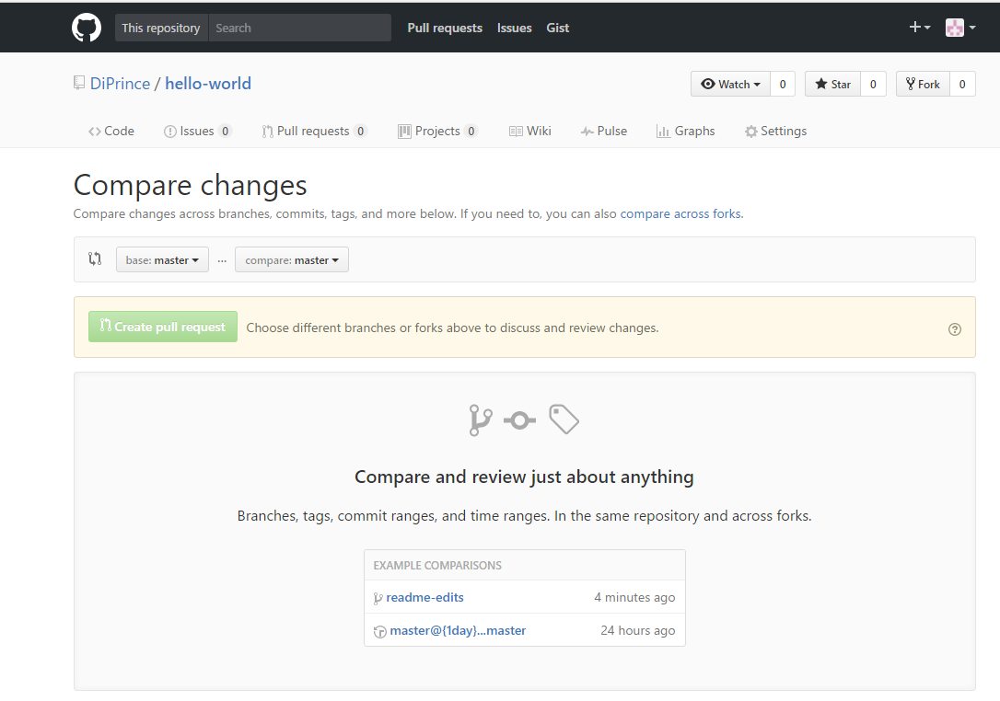 This repository Search Pull requests Issues Gist
DiPrince / hello-world Watch 0 Star 0 Fork 0
Code Issues 0 Pull requests 0 Projects 0 Wiki Pulse Graphs Settings
Compare changes
Compare changes across branches, commits, tags, and more below. If you need to, you can also compare across forks.
base: master ... compare: master
Create pull request Choose different branches or forks above to discuss and review changes.
Compare and review just about anything
Branches, tags, commit ranges, and time ranges. In the same repository and across forks.
EXAMPLE COMPARISONS
readme-edits 4 minutes ago
master@{1day}...master 24 hours ago